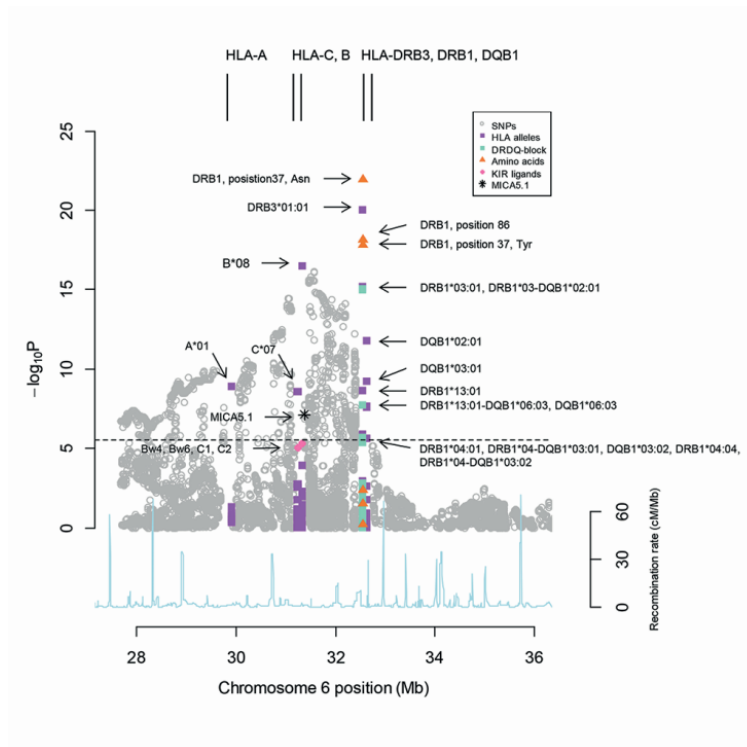 HLA-A
HLA-C, B
HLA-DRB3, DRB1, DQB1
25
20
15
10
5
0
−log10P
SNPs
HLA alleles
DRDQ-block
Amino acids
KIR ligands
MICA5.1
DRB1, posistion37, Asn
DRB3*01:01
DRB1, position 86
DRB1, position 37, Tyr
B*08
DRB1*03:01, DRB1*03-DQB1*02:01
A*01
C*07
DQB1*02:01
DQB1*03:01
DRB1*13:01
DRB1*13:01-DQB1*06:03, DQB1*06:03
MICA5.1
Bw4, Bw6, C1, C2
DRB1*04:01, DRB1*04-DQB1*03:01, DQB1*03:02, DRB1*04:04,
DRB1*04-DQB1*03:02
60
30
0
Recombination rate (cM/Mb)
28
30
32
34
36
Chromosome 6 position (Mb)